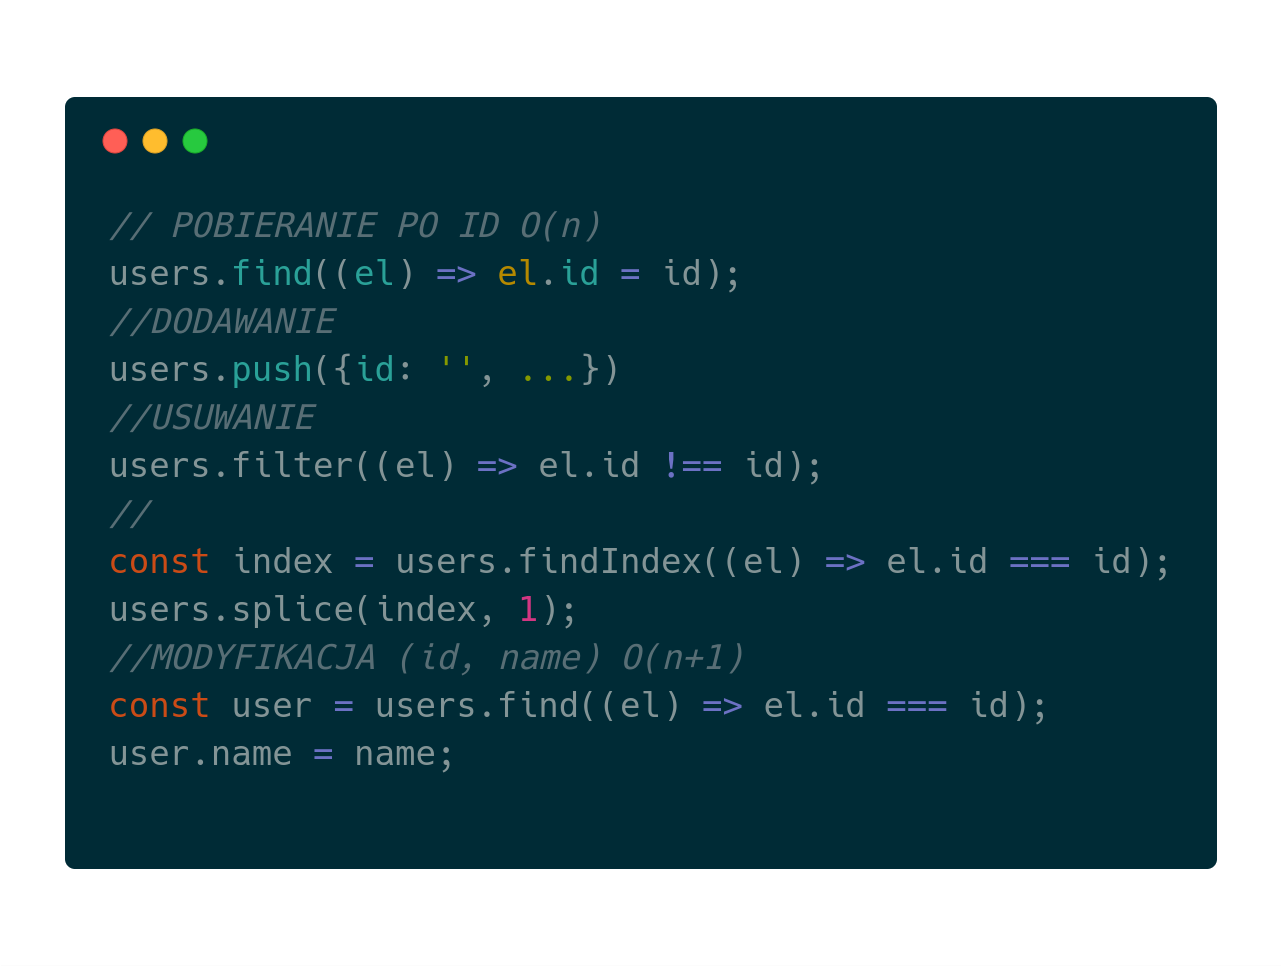 // POBIERANIE PO ID O(n)
users.find((el) => el.id = id);
//DODAWANIE
users.push({id: '', ...})
//USUWANIE
users.filter((el) => el.id !== id);
//
const index = users.findIndex((el) => el.id === id);
users.splice(index, 1);
//MODYFIKACJA (id, name) O(n+1)
const user = users.find((el) => el.id === id);
user.name = name;